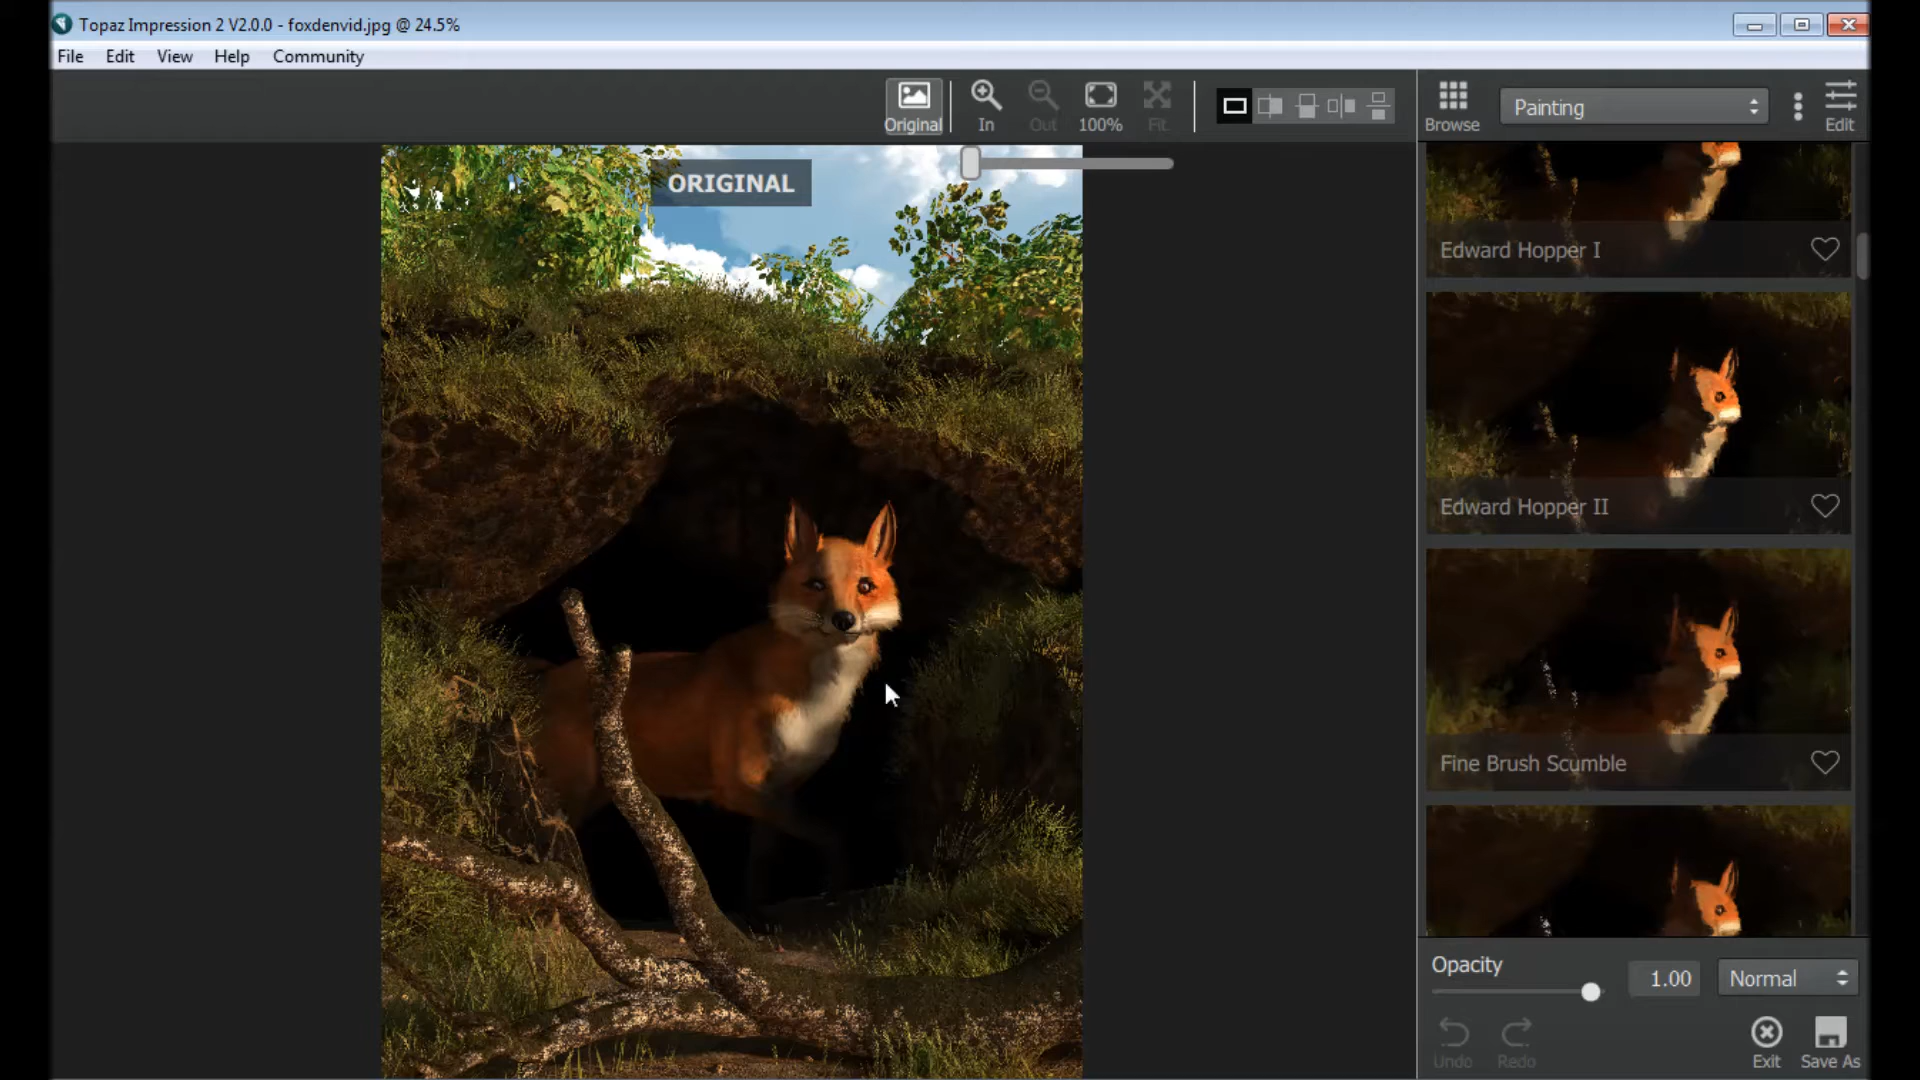 Topaz Impression 2 V2.0.0 - foxdenvid.jpg @ 24.5%
File Edit View Help Community
Original In Out 100% Fit Browse Painting Edit
ORIGINAL
Edward Hopper I
Edward Hopper II
Fine Brush Scumble
Opacity 1.00 Normal
Undo Redo Exit Save As